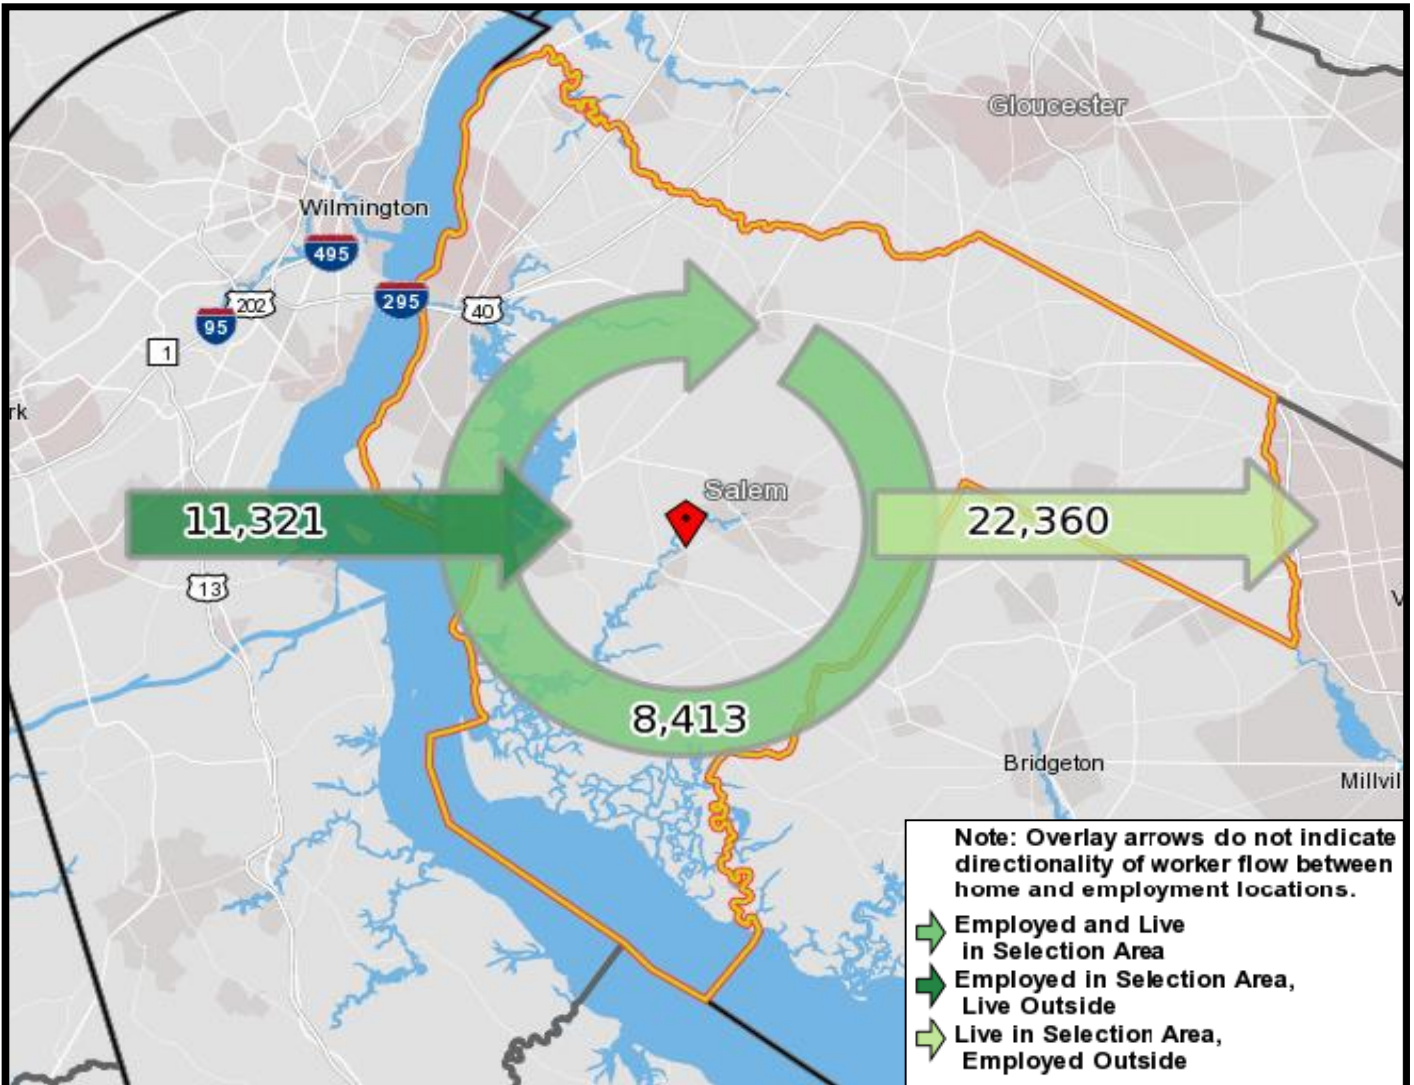 Gloucester
Wilmington
495
295
202
40
95
1
rk
Salem
11,321
22,360
13
8,413
V
Bridgeton
Millvil
Note: Overlay arrows do not indicate
directionality of worker flow between
home and employment locations.
Employed and Live
in Selection Area
Employed in Selection Area,
Live Outside
Live in Selection Area,
Employed Outside